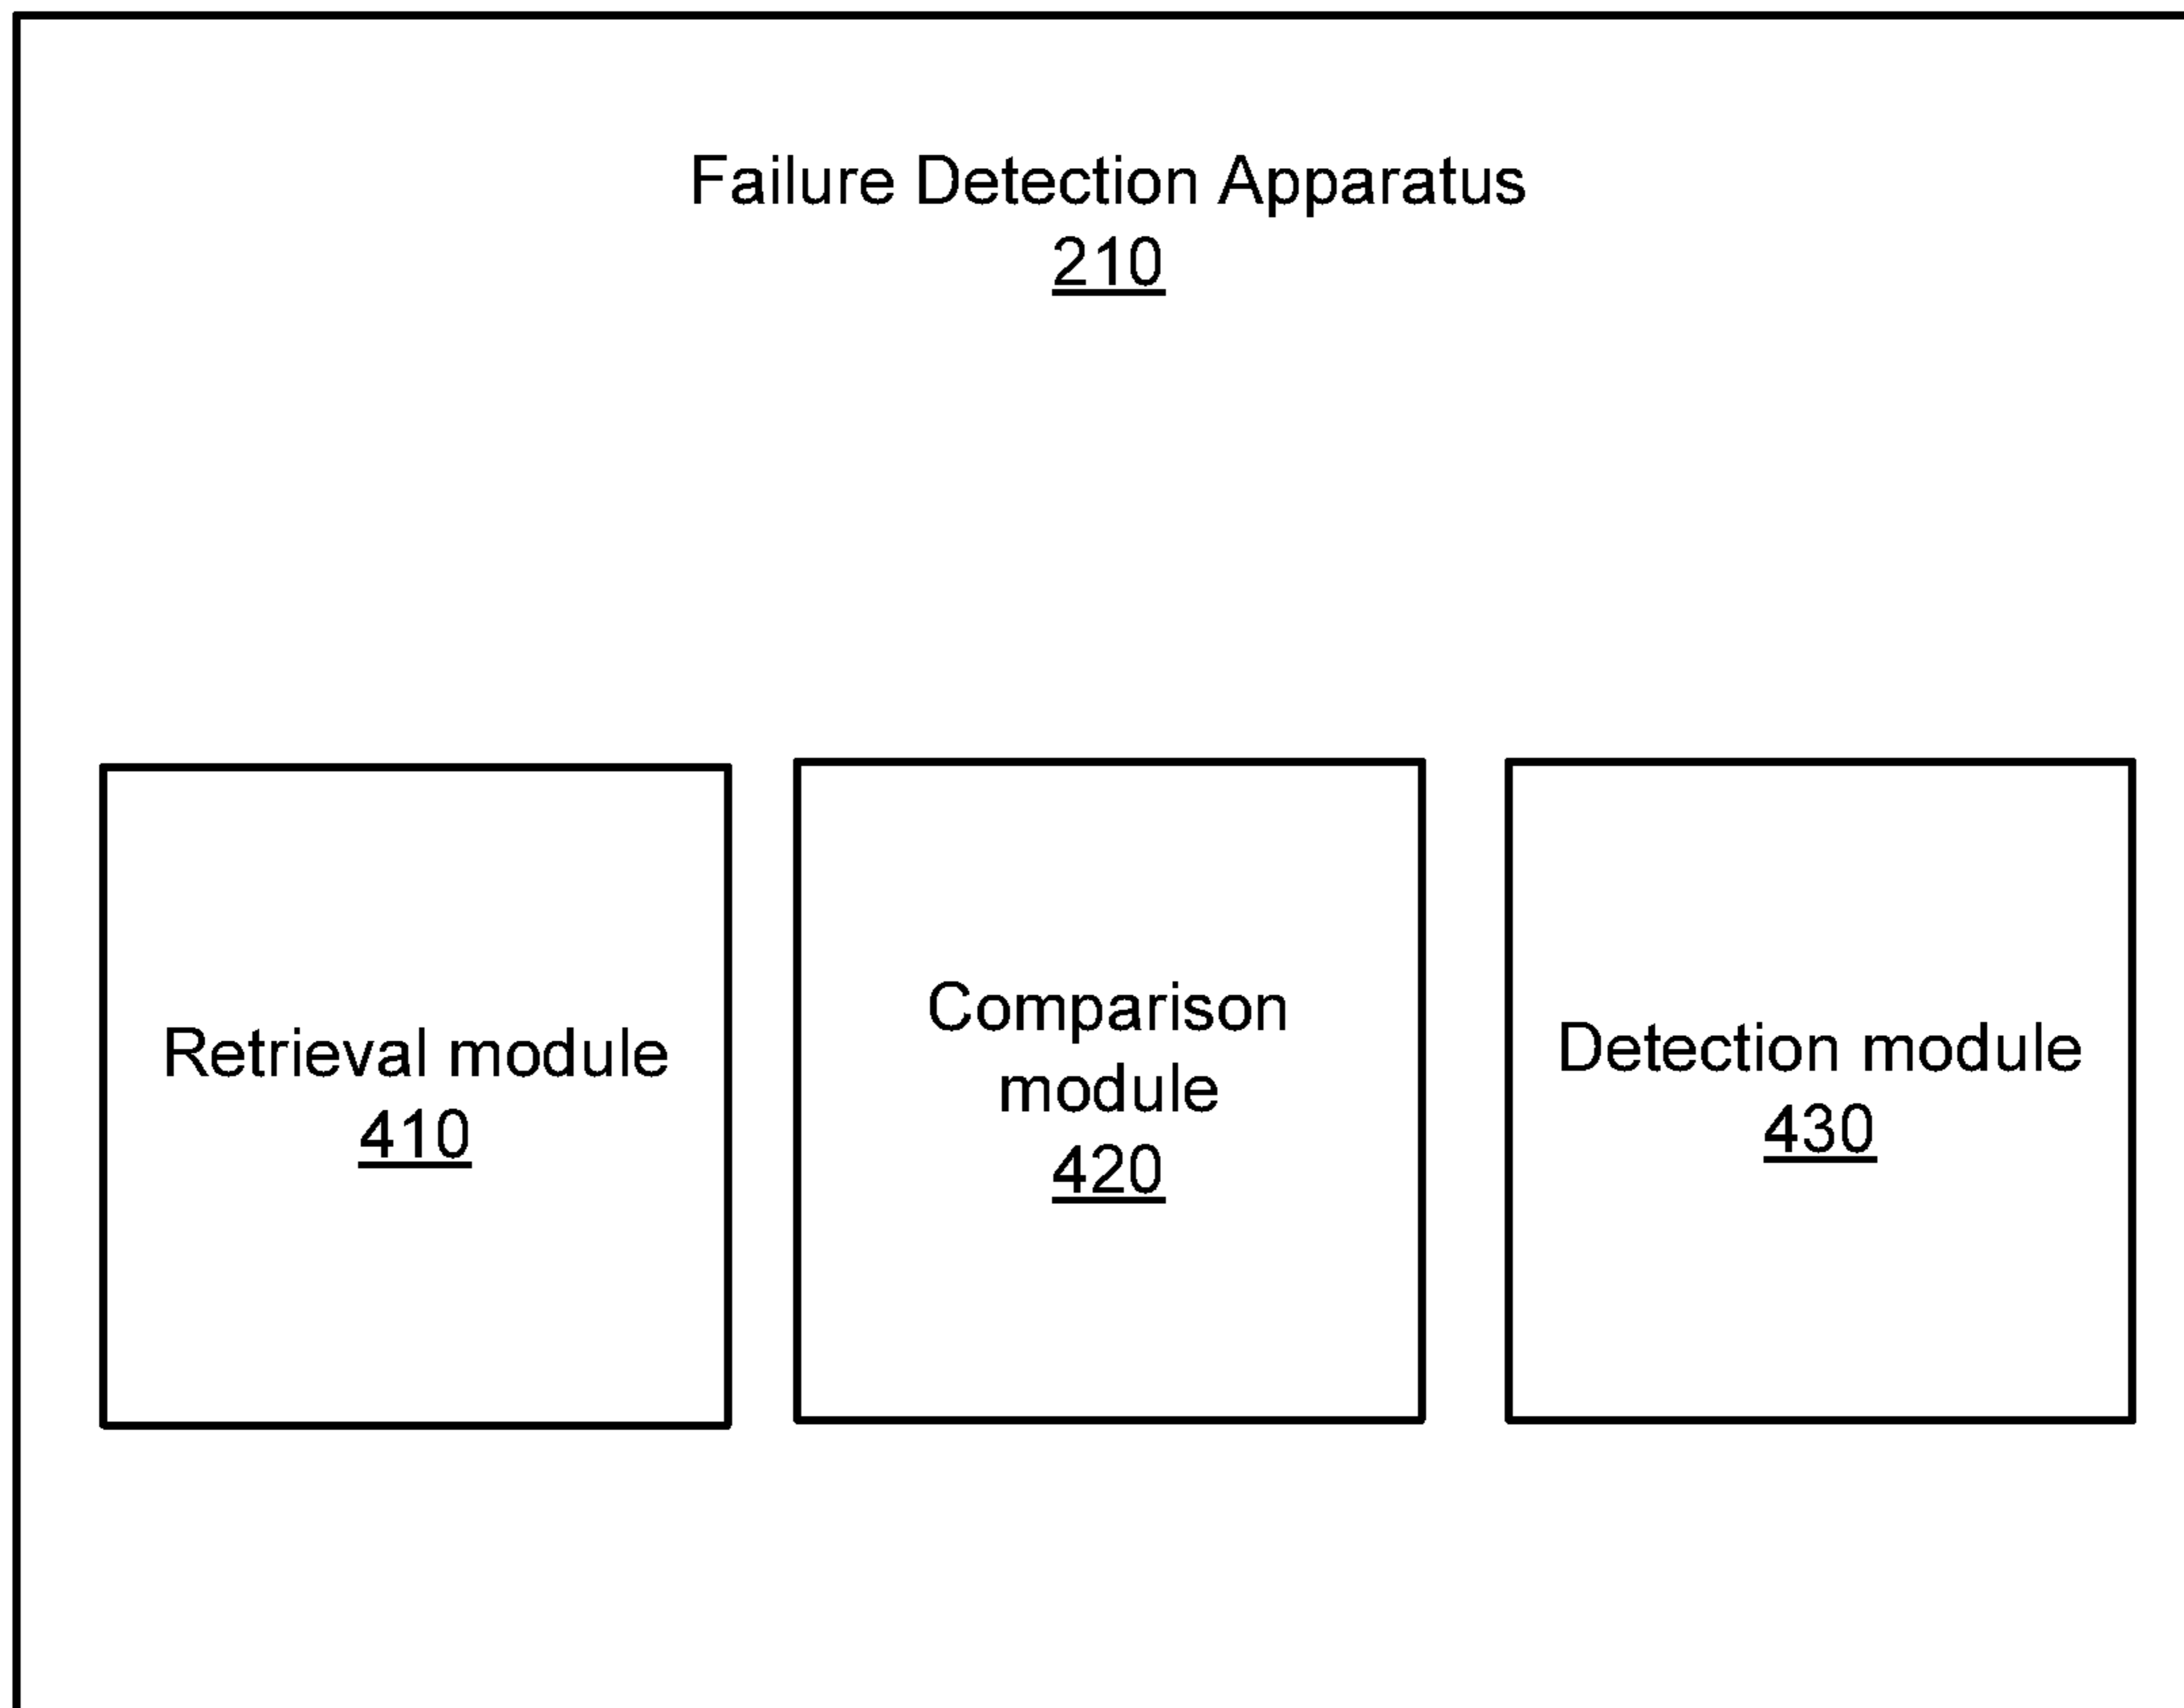 Failure Detection Apparatus
210
Retrieval module
410
Comparison
module
420
Detection module
430